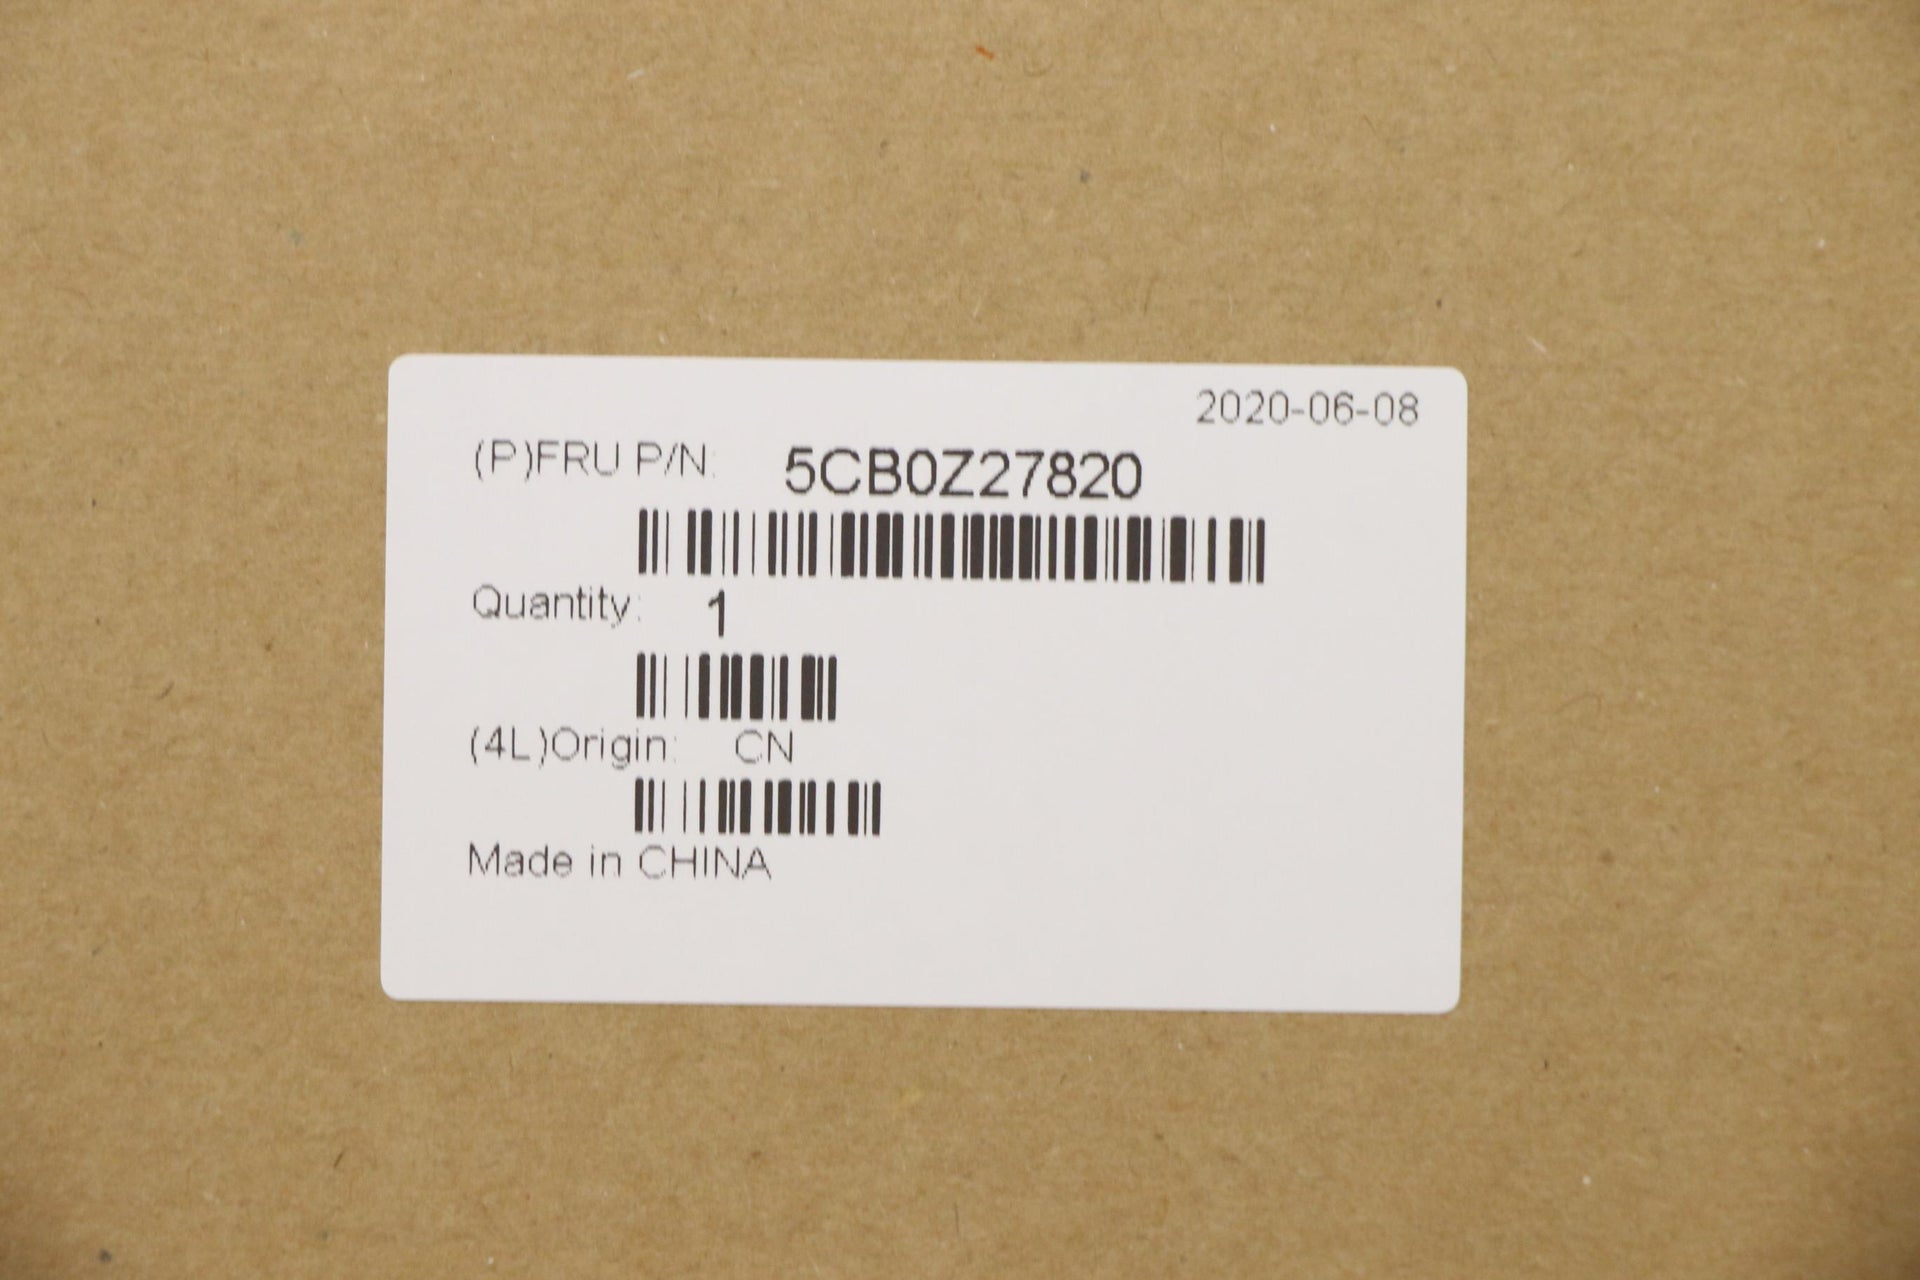 2020-06-08
(P)FRU P/N: 5CB0Z27820
Quantity: 1
(4L)Origin: CN
Made in CHINA